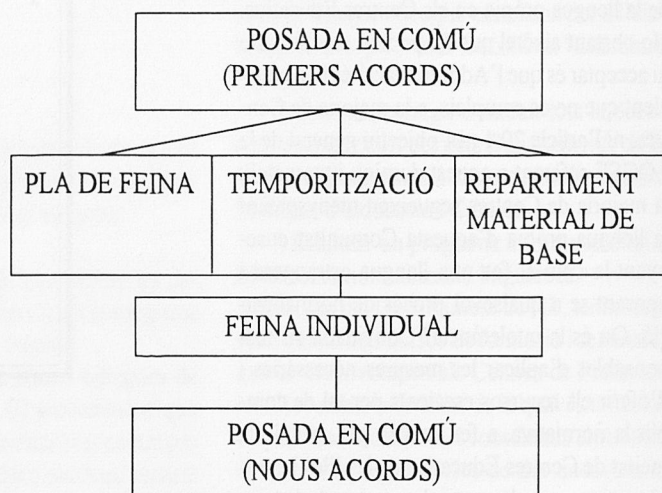 POSADA EN COMÚ
(PRIMERS ACORDS)
PLA DE FEINA
TEMPORITZACIÓ
REPARTIMENT
MATERIAL DE
BASE
FEINA INDIVIDUAL
POSADA EN COMÚ
(NOUS ACORDS)